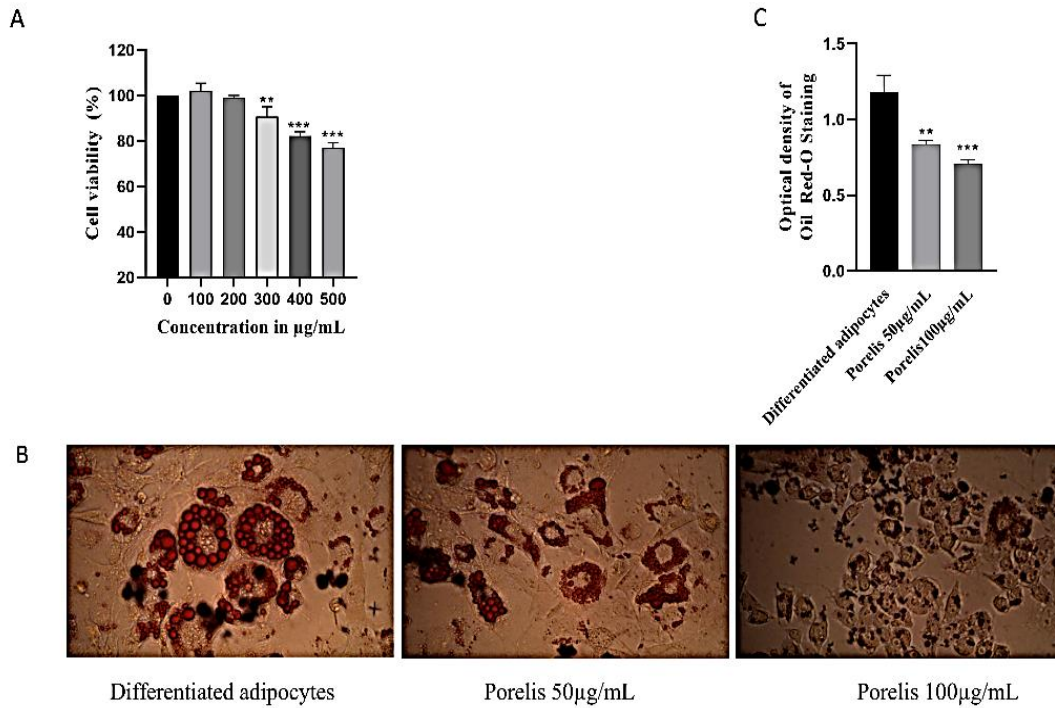 A
120
100
80
60
40
20
Cell viability (%)
**
***
***
0 100 200 300 400 500
Concentration in µg/mL
C
1.5
1.0
0.5
0.0
Optical density of
Oil Red-O Staining
**
***
Differentiated adipocytes
Porelis 50µg/mL
Porelis100µg/mL
B
Differentiated adipocytes
Porelis 50µg/mL
Porelis 100µg/mL